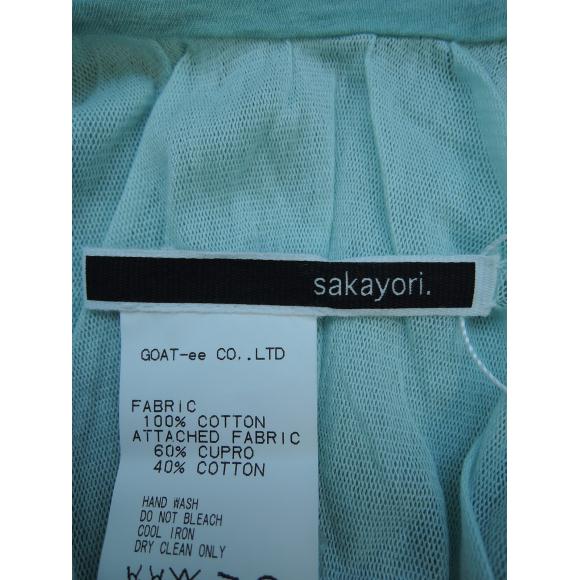 sakayori.
GOAT-ee CO..LTD
FABRIC
100% COTTON
ATTACHED FABRIC
60% CUPRO
40% COTTON
HAND WASH
DO NOT BLEACH
COOL IRON
DRY CLEAN ONLY